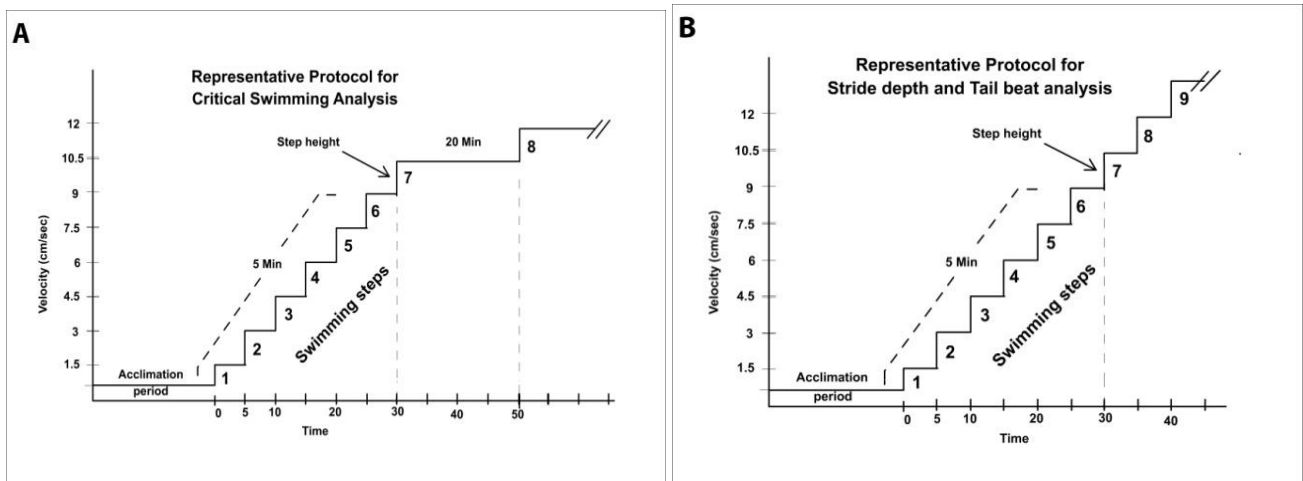 A
Representative Protocol for
Critical Swimming Analysis
Velocity (cm/sec)
12
10.5
9
7.5
6
4.5
3
1.5
Step height
20 Min
5 Min
Swimming steps
Acclimation
period
1
2
3
4
5
6
7
8
0 5 10 20 30 40 50
Time
B
Representative Protocol for
Stride depth and Tail beat analysis
Velocity (cm/sec)
12
10.5
9
7.5
6
4.5
3
1.5
Step height
5 Min
Swimming steps
Acclimation
period
1
2
3
4
5
6
7
8
9
0 5 10 20 30 40
Time